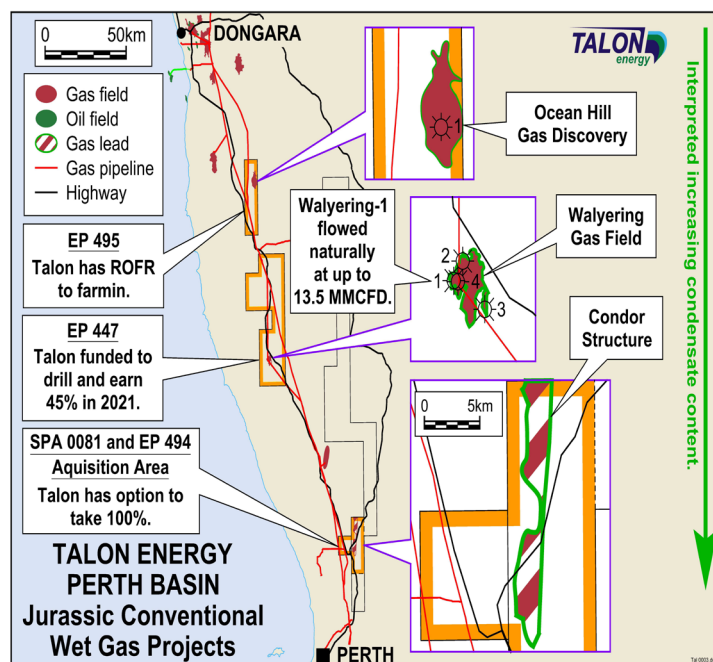 0 50km
DONGARA
Gas field
Oil field
Gas lead
Gas pipeline
Highway
TALON
energy
1
Ocean Hill
Gas Discovery
Interpreted increasing condensate content.
EP 495
Talon has ROFR
to farmin.
Walyering-1
flowed
naturally
at up to
13.5 MMCFD.
2
1
4
3
Walyering
Gas Field
EP 447
Talon funded to
drill and earn
45% in 2021.
Condor
Structure
0 5km
SPA 0081 and EP 494
Aquisition Area
Talon has option to
take 100%.
TALON ENERGY
PERTH BASIN
Jurassic Conventional
Wet Gas Projects
PERTH